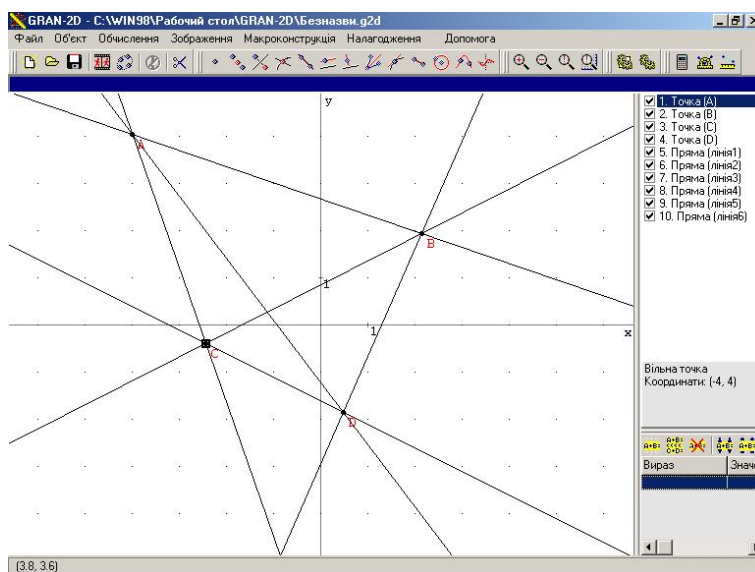 GRAN-2D - C:\WIN98\Рабочий стол\GRAN-2D\Безназви.g2d
Файл Об'єкт Обчислення Зображення Макроконструкція Налагодження Допомога
y
A
B
1
1
x
C
D
1. Точка (A)
2. Точка (B)
3. Точка (C)
4. Точка (D)
5. Пряма (лінія1)
6. Пряма (лінія2)
7. Пряма (лінія3)
8. Пряма (лінія4)
9. Пряма (лінія5)
10. Пряма (лінія6)
Вільна точка
Координати: (-4, 4)
Вираз Значе
(3.8, 3.6)